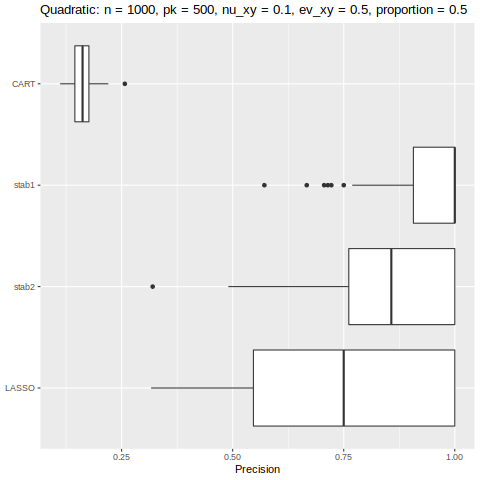 Quadratic: n = 1000, pk = 500, nu_xy = 0.1, ev_xy = 0.5, proportion = 0.5
CART
stab1
stab2
LASSO
0.25 0.50 0.75 1.00
Precision